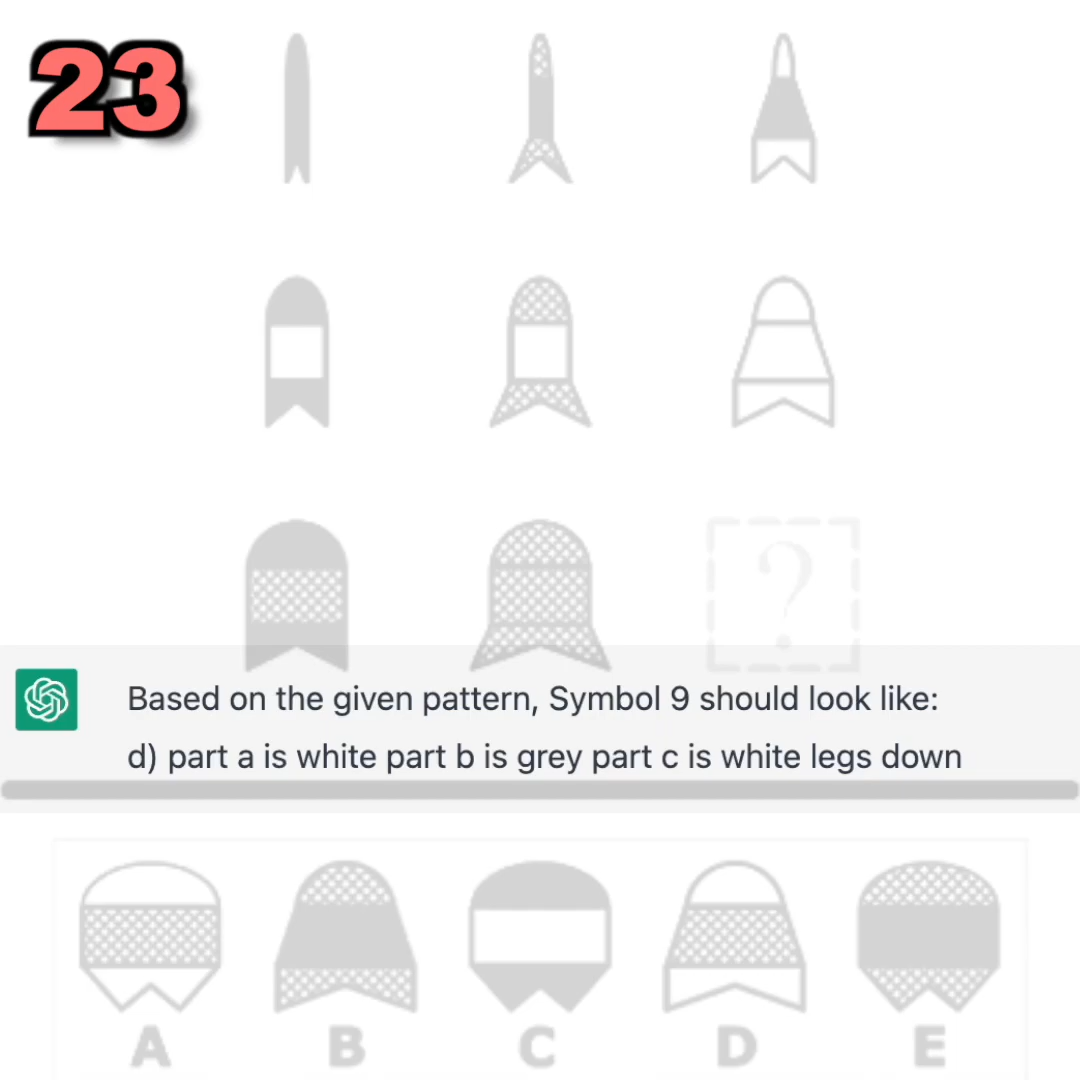 23
?
Based on the given pattern, Symbol 9 should look like:
d) part a is white part b is grey part c is white legs down
A B C D E